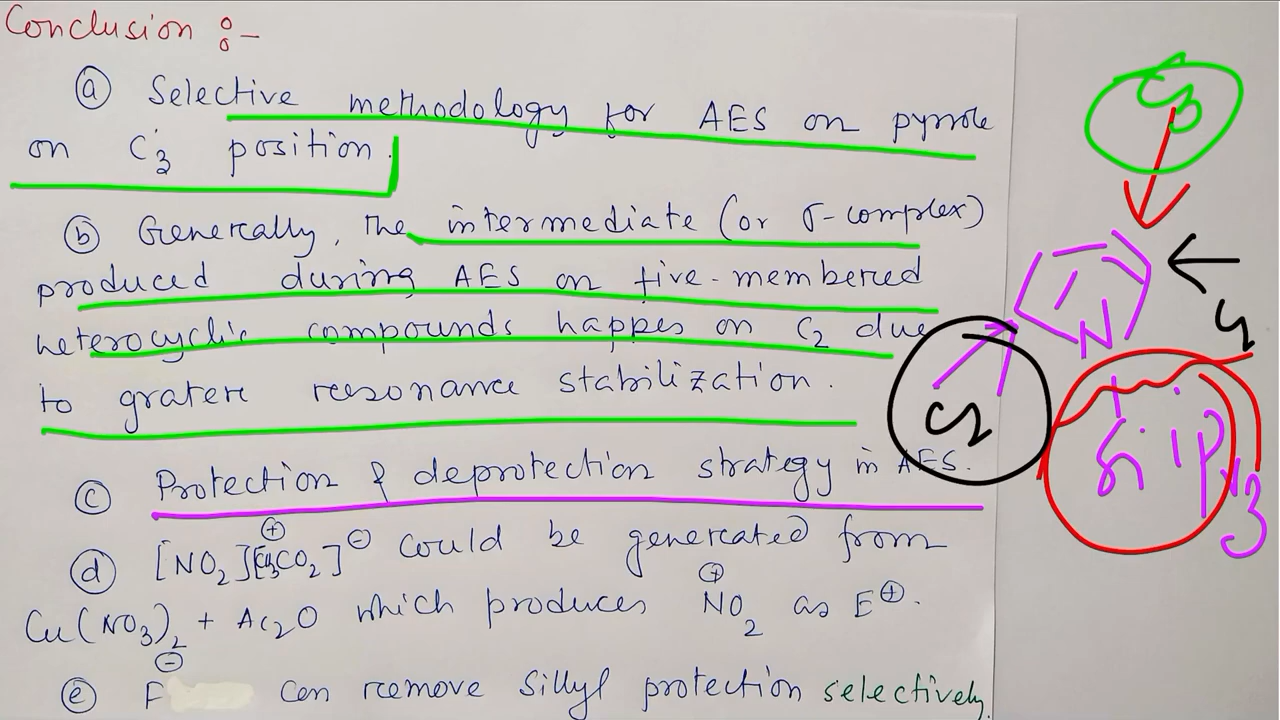 Conclusion :-
(a) Selective methodology for AES on pyrrole
on C3 position.
(b) Generally, the intermediate (or σ-complex)
produced during AES on five-membered
heterocyclic compounds happes on C2 due
to grater resonance stabilization.
(c) Protection & deprotection strategy in AES.
(d) [NO2]⊕[CH3CO2]⊖ could be generated from
Cu(NO3)2 + Ac2O which produces ⊕NO2 as E⊕.
(e) F⊖ can remove sillyl protection selectively.
C3
C2
N
C2
Si ipr3